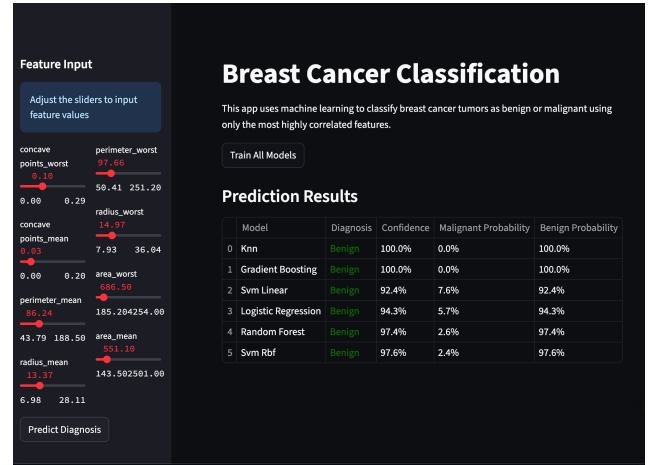 Feature Input
Adjust the sliders to input
feature values
concave
points_worst
0.10
0.00 0.29
concave
points_mean
0.03
0.00 0.20
perimeter_mean
86.24
43.79 188.50
radius_mean
13.37
6.98 28.11
perimeter_worst
97.66
50.41 251.20
radius_worst
14.97
7.93 36.04
area_worst
686.50
185.204254.00
area_mean
551.10
143.502501.00
Predict Diagnosis
Breast Cancer Classification
This app uses machine learning to classify breast cancer tumors as benign or malignant using
only the most highly correlated features.
Train All Models
Prediction Results
Model Diagnosis Confidence Malignant Probability Benign Probability
0 Knn Benign 100.0% 0.0% 100.0%
1 Gradient Boosting Benign 100.0% 0.0% 100.0%
2 Svm Linear Benign 92.4% 7.6% 92.4%
3 Logistic Regression Benign 94.3% 5.7% 94.3%
4 Random Forest Benign 97.4% 2.6% 97.4%
5 Svm Rbf Benign 97.6% 2.4% 97.6%